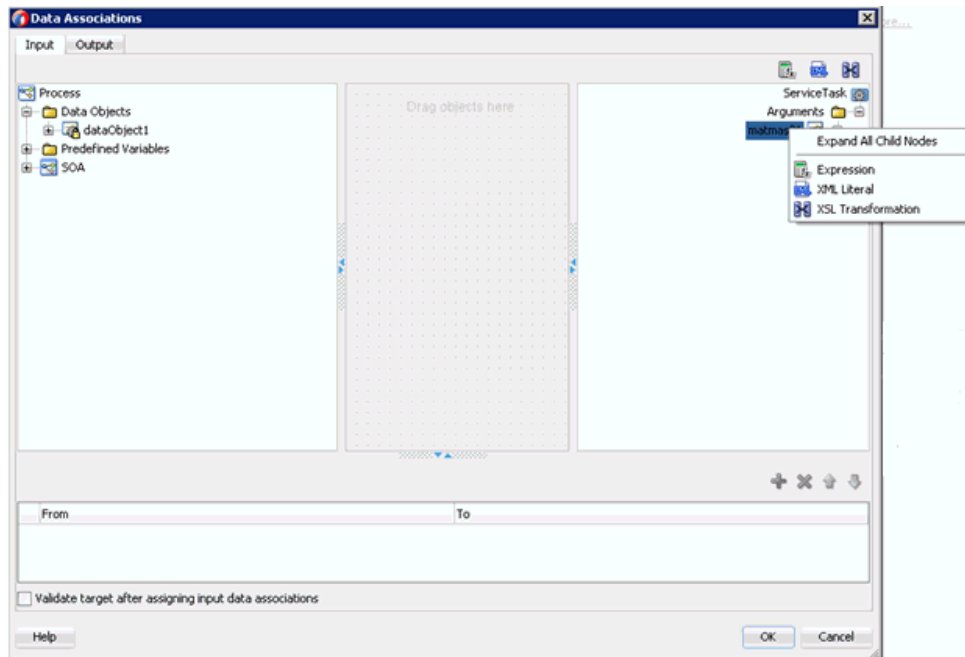 Data Associations
re...
Input Output
Process
Data Objects
dataObject1
Predefined Variables
SOA
Drag objects here
ServiceTask
Arguments
Expand All Child Nodes
Expression
XML Literal
XSL Transformation
From To
Validate target after assigning input data associations
Help OK Cancel